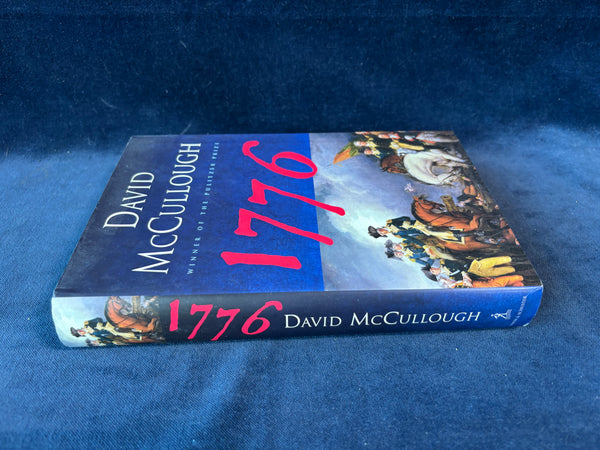 DAVID
MCCULLOUGH
WINNER OF THE PULITZER PRIZE
1776
1776 DAVID MCCULLOUGH